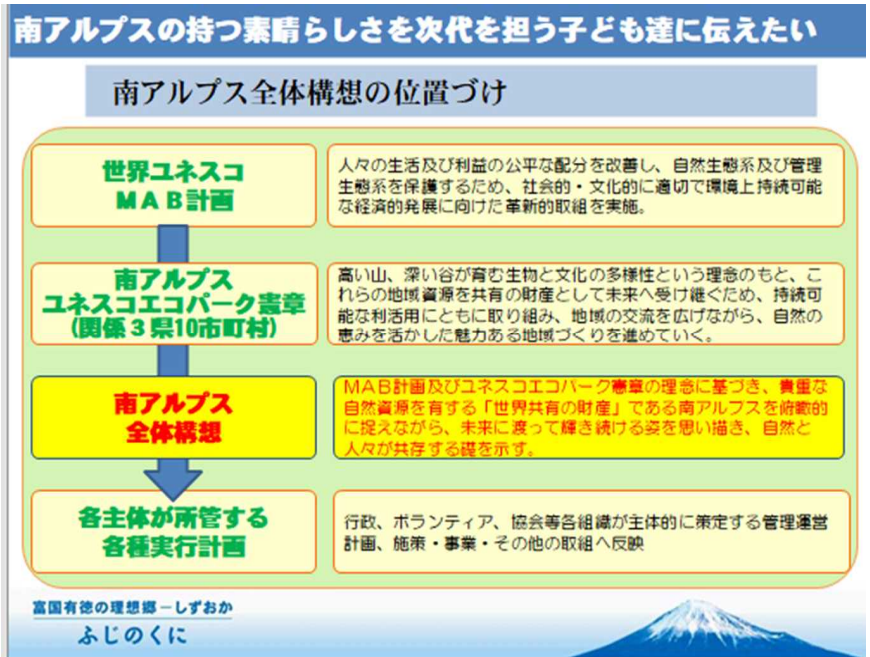 南アルプスの持つ素晴らしさを次代を担う子ども達に伝えたい
南アルプス全体構想の位置づけ
世界ユネスコ
ＭＡＢ計画
人々の生活及び利益の公平な配分を改善し、自然生態系及び管理
生態系を保護するため、社会的・文化的に適切で環境上持続可能
な経済的発展に向けた革新的取組を実施。
南アルプス
ユネスコエコパーク憲章
(関係３県10市町村)
高い山、深い谷が育む生物と文化の多様性という理念のもと、こ
れらの地域資源を共有の財産として未来へ受け継ぐため、持続可
能な利活用にともに取り組み、地域の交流を広げながら、自然の
恵みを活かした魅力ある地域づくりを進めていく。
南アルプス
全体構想
ＭＡＢ計画及びユネスコエコパーク憲章の理念に基づき、貴重な
自然資源を有する「世界共有の財産」である南アルプスを俯瞰的
に捉えながら、未来に渡って輝き続ける姿を思い描き、自然と
人々が共存する礎を示す。
各主体が所管する
各種実行計画
行政、ボランティア、協会等各組織が主体的に策定する管理運営
計画、施策・事業・その他の取組へ反映
富国有徳の理想郷－しずおか
ふじのくに